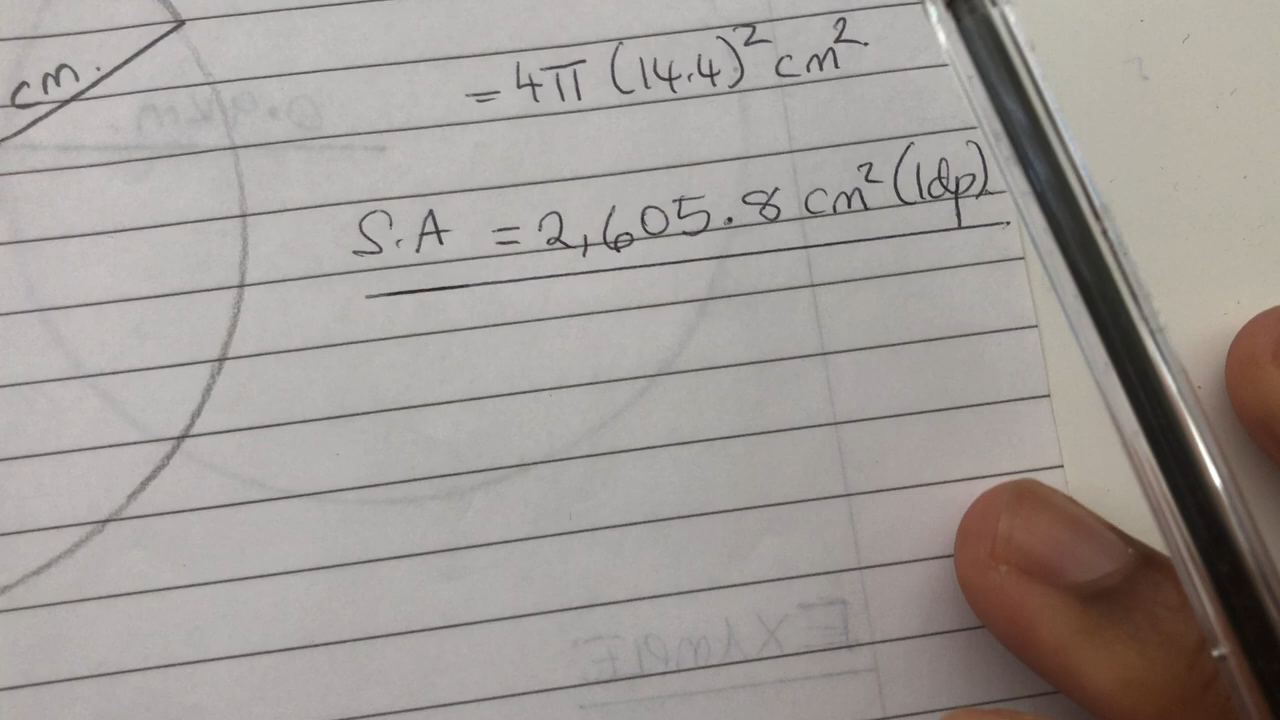 cm.
= 4π (14.4)² cm²
S.A = 2,605.8 cm² (1dp)